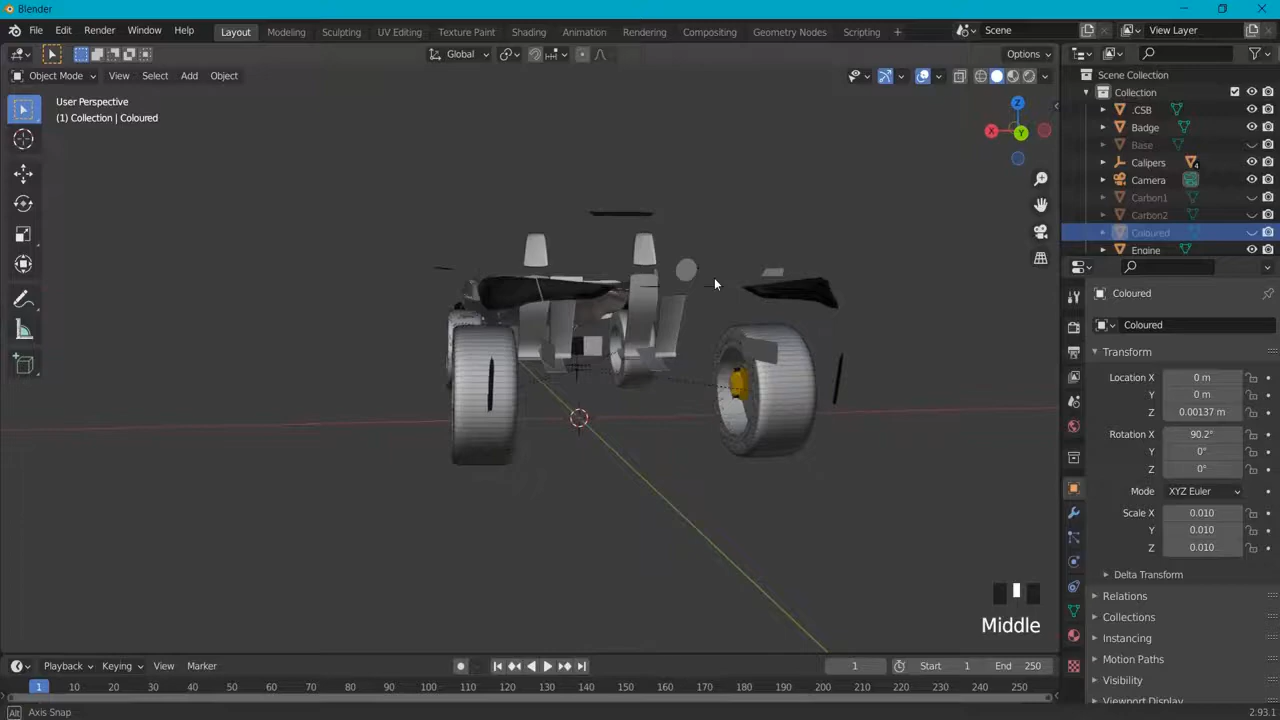 Blender
File Edit Render Window Help Layout Modeling Sculpting UV Editing Texture Paint Shading Animation Rendering Compositing Geometry Nodes Scripting + Scene View Layer
Global Options
Object Mode View Select Add Object
Scene Collection
Collection
.CSB
Badge
Base
Calipers 4
Camera
Carbon1
Carbon2
Coloured
Engine
User Perspective
(1) Collection | Coloured
Z
X
Y
Coloured
Coloured
Transform
Location X 0 m
Y 0 m
Z 0.00137 m
Rotation X 90.2°
Y 0°
Z 0°
Mode XYZ Euler
Scale X 0.010
Y 0.010
Z 0.010
Delta Transform
Relations
Collections
Instancing
Motion Paths
Visibility
Viewport Display
Middle
Playback Keying View Marker 1 Start 1 End 250
1 10 20 30 40 50 60 70 80 90 100 110 120 130 140 150 160 170 180 190 200 210 220 230 240 250
Alt Axis Snap 2.93.1